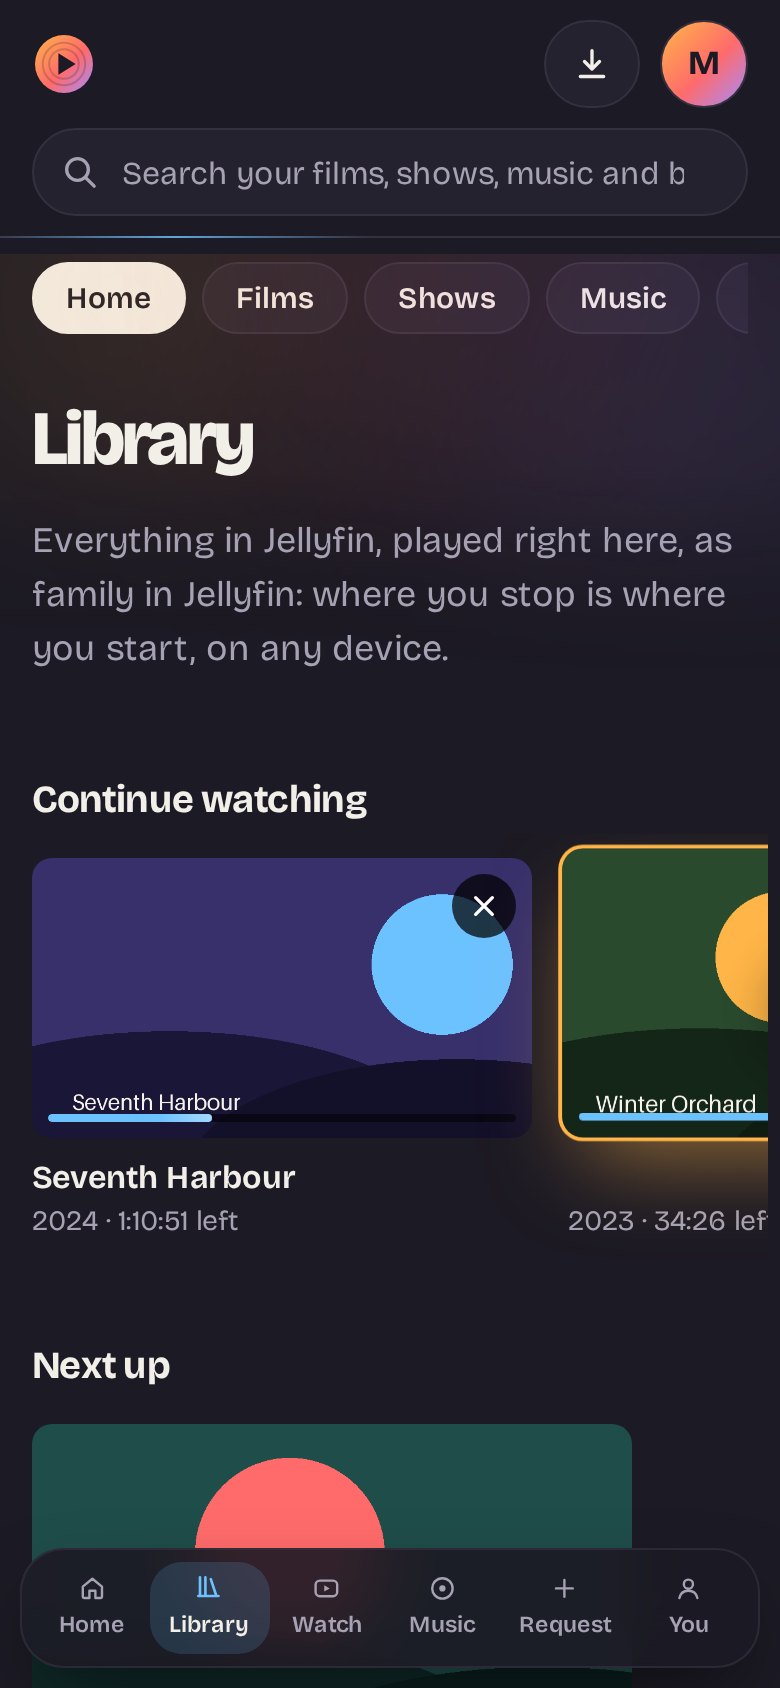 M
Search your films, shows, music and b
Home
Films
Shows
Music
Library
Everything in Jellyfin, played right here, as
family in Jellyfin: where you stop is where
you start, on any device.
Continue watching
Seventh Harbour
Winter Orchard
Seventh Harbour
2024 · 1:10:51 left
2023 · 34:26 lef
Next up
Home
Library
Watch
Music
Request
You